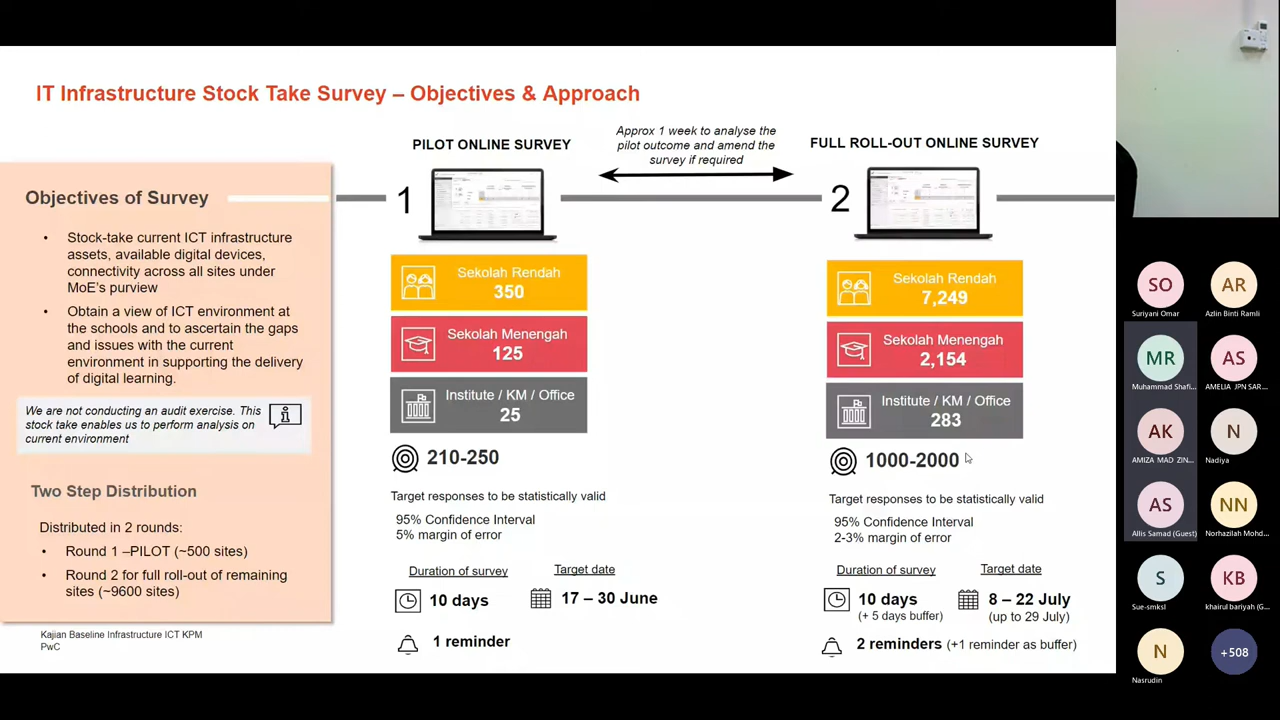 IT Infrastructure Stock Take Survey – Objectives & Approach
Objectives of Survey
• Stock-take current ICT infrastructure
assets, available digital devices,
connectivity across all sites under
MoE's purview
• Obtain a view of ICT environment at
the schools and to ascertain the gaps
and issues with the current
environment in supporting the delivery
of digital learning.
We are not conducting an audit exercise. This
stock take enables us to perform analysis on
current environment
Two Step Distribution
Distributed in 2 rounds:
• Round 1 –PILOT (~500 sites)
• Round 2 for full roll-out of remaining
sites (~9600 sites)
Kajian Baseline Infrastructure ICT KPM
PwC
PILOT ONLINE SURVEY
1
Sekolah Rendah
350
Sekolah Menengah
125
Institute / KM / Office
25
210-250
Target responses to be statistically valid
95% Confidence Interval
5% margin of error
Duration of survey
10 days
Target date
17 – 30 June
1 reminder
Approx 1 week to analyse the
pilot outcome and amend the
survey if required
FULL ROLL-OUT ONLINE SURVEY
2
Sekolah Rendah
7,249
Sekolah Menengah
2,154
Institute / KM / Office
283
1000-2000
Target responses to be statistically valid
95% Confidence Interval
2-3% margin of error
Duration of survey
10 days
(+ 5 days buffer)
Target date
8 – 22 July
(up to 29 July)
2 reminders (+1 reminder as buffer)
SO
Suriyani Omar
AR
Azlin Binti Ramli
MR
Muhammad Shafi...
AS
AMELIA JPN SAR...
AK
AMIZA MAD ZIN...
N
Nadiya
AS
Allis Samad (Guest)
NN
Norhazilah Mohd...
S
Sue-smksl
KB
khairul bariyah (G...
N
Nasrudin
+508